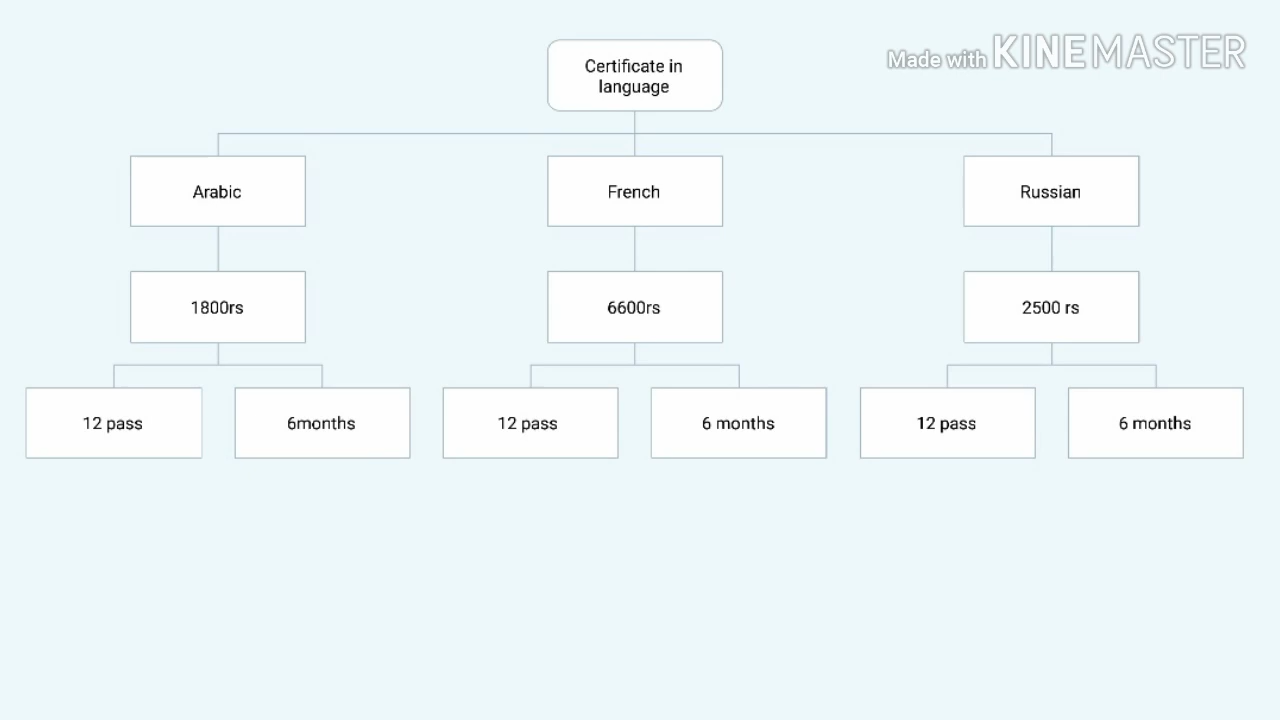 Made with KINEMASTER
Certificate in
language
Arabic
French
Russian
1800rs
6600rs
2500 rs
12 pass
6months
12 pass
6 months
12 pass
6 months